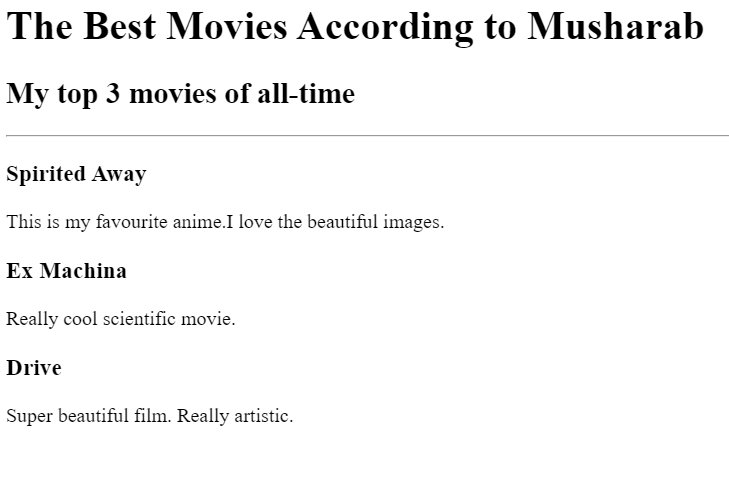 The Best Movies According to Musharab
My top 3 movies of all-time
Spirited Away
This is my favourite anime.I love the beautiful images.
Ex Machina
Really cool scientific movie.
Drive
Super beautiful film. Really artistic.